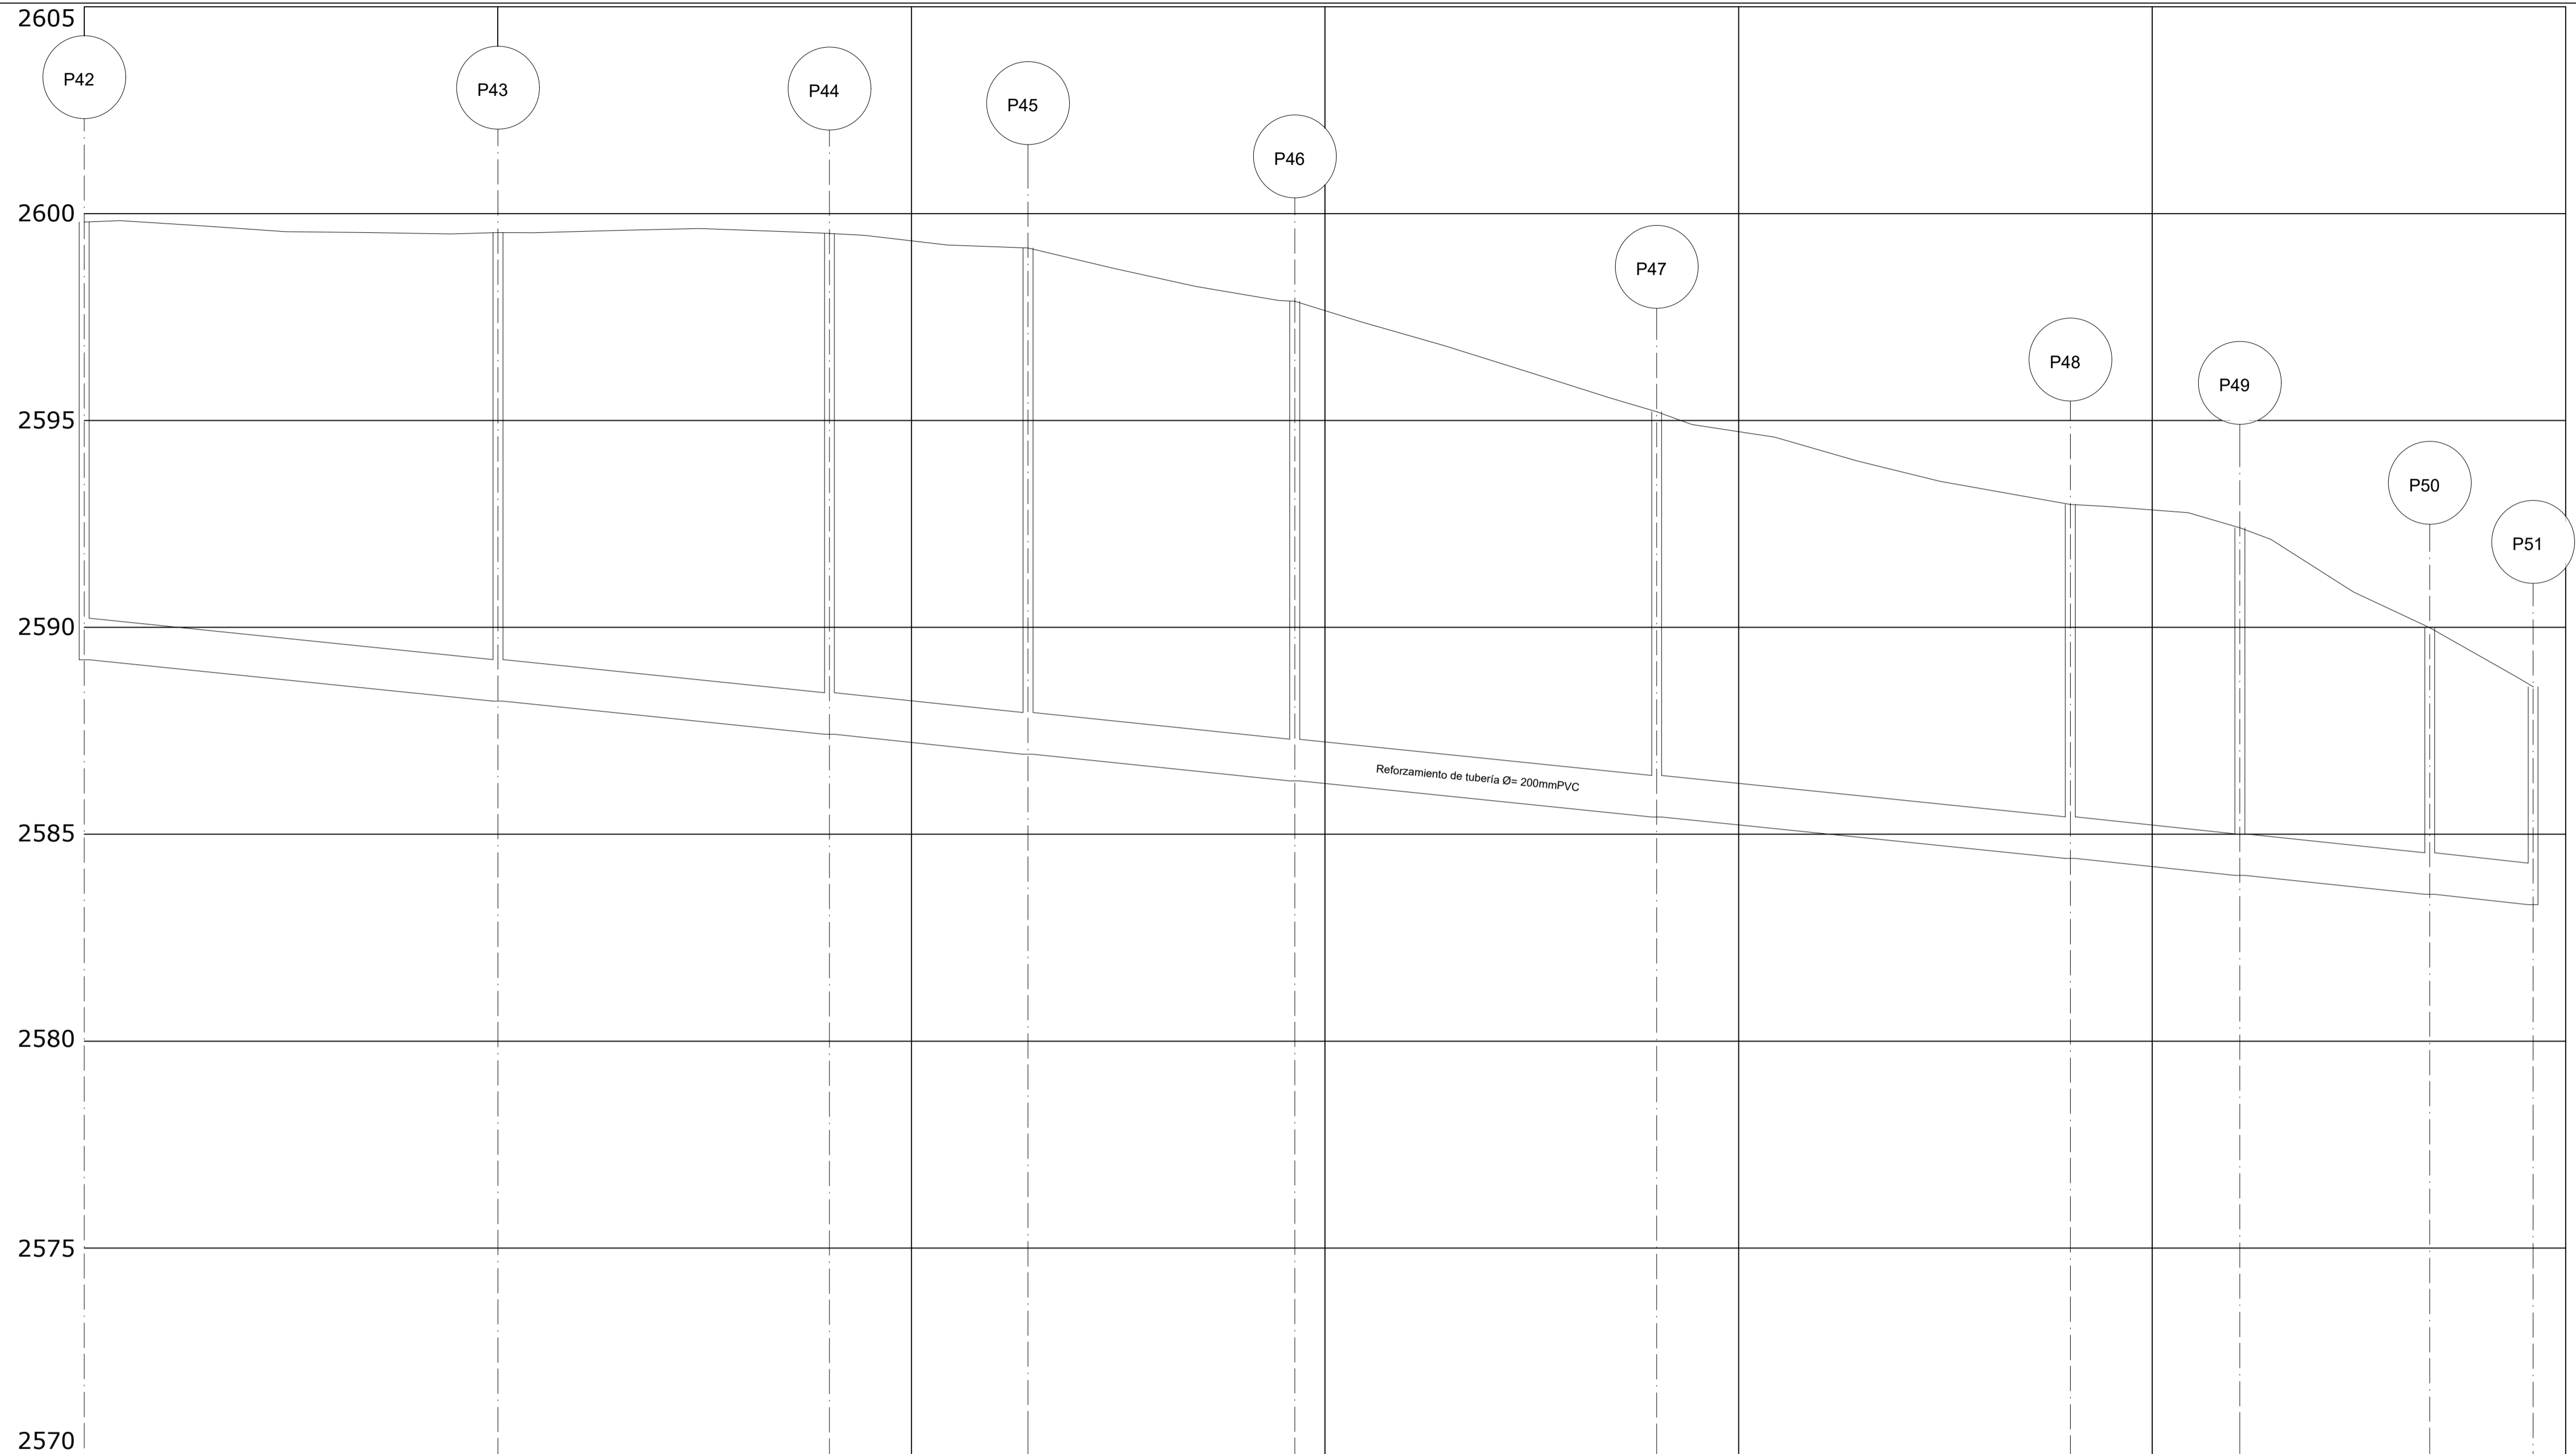 2605
P42
P43
P44
P45
P46
2600
P47
P48
P49
2595
P50
P51
2590
Reforzamiento de tubería Ø= 200mmPVC
2585
2580
2575
2570